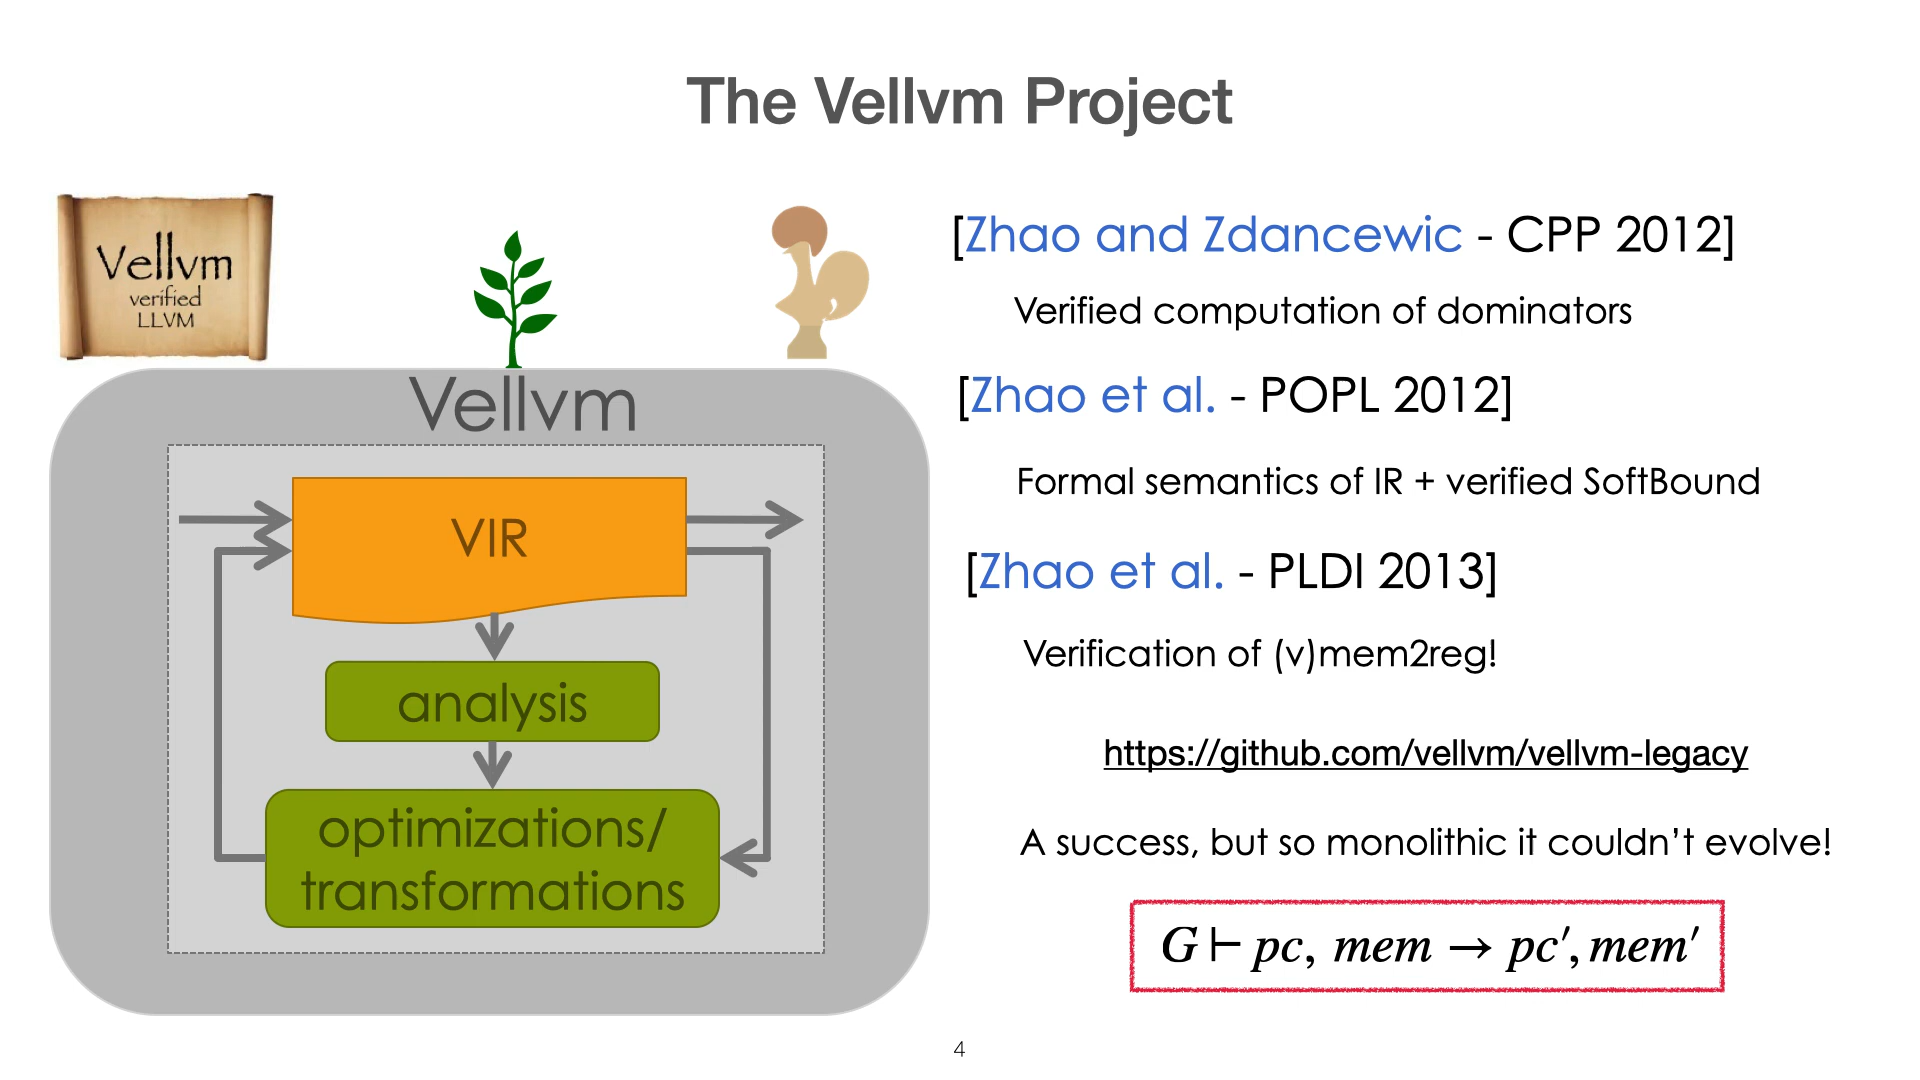 The Vellvm Project
Vellvm
verified
LLVM
Vellvm
VIR
analysis
optimizations/
transformations
[Zhao and Zdancewic - CPP 2012]
Verified computation of dominators
[Zhao et al. - POPL 2012]
Formal semantics of IR + verified SoftBound
[Zhao et al. - PLDI 2013]
Verification of (v)mem2reg!
https://github.com/vellvm/vellvm-legacy
A success, but so monolithic it couldn’t evolve!
G ⊢ pc, mem → pc′, mem′
4